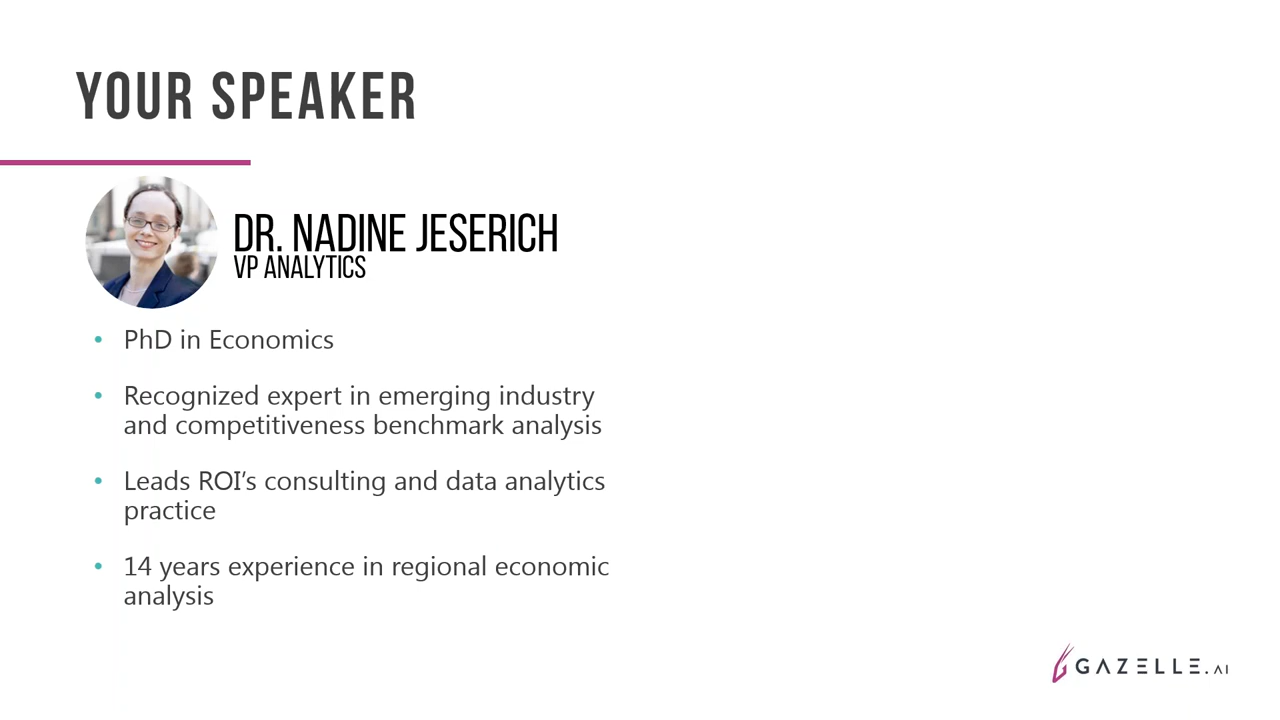 YOUR SPEAKER
DR. NADINE JESERICH
VP ANALYTICS
• PhD in Economics
• Recognized expert in emerging industry
and competitiveness benchmark analysis
• Leads ROI’s consulting and data analytics
practice
• 14 years experience in regional economic
analysis
GAZELLE.AI